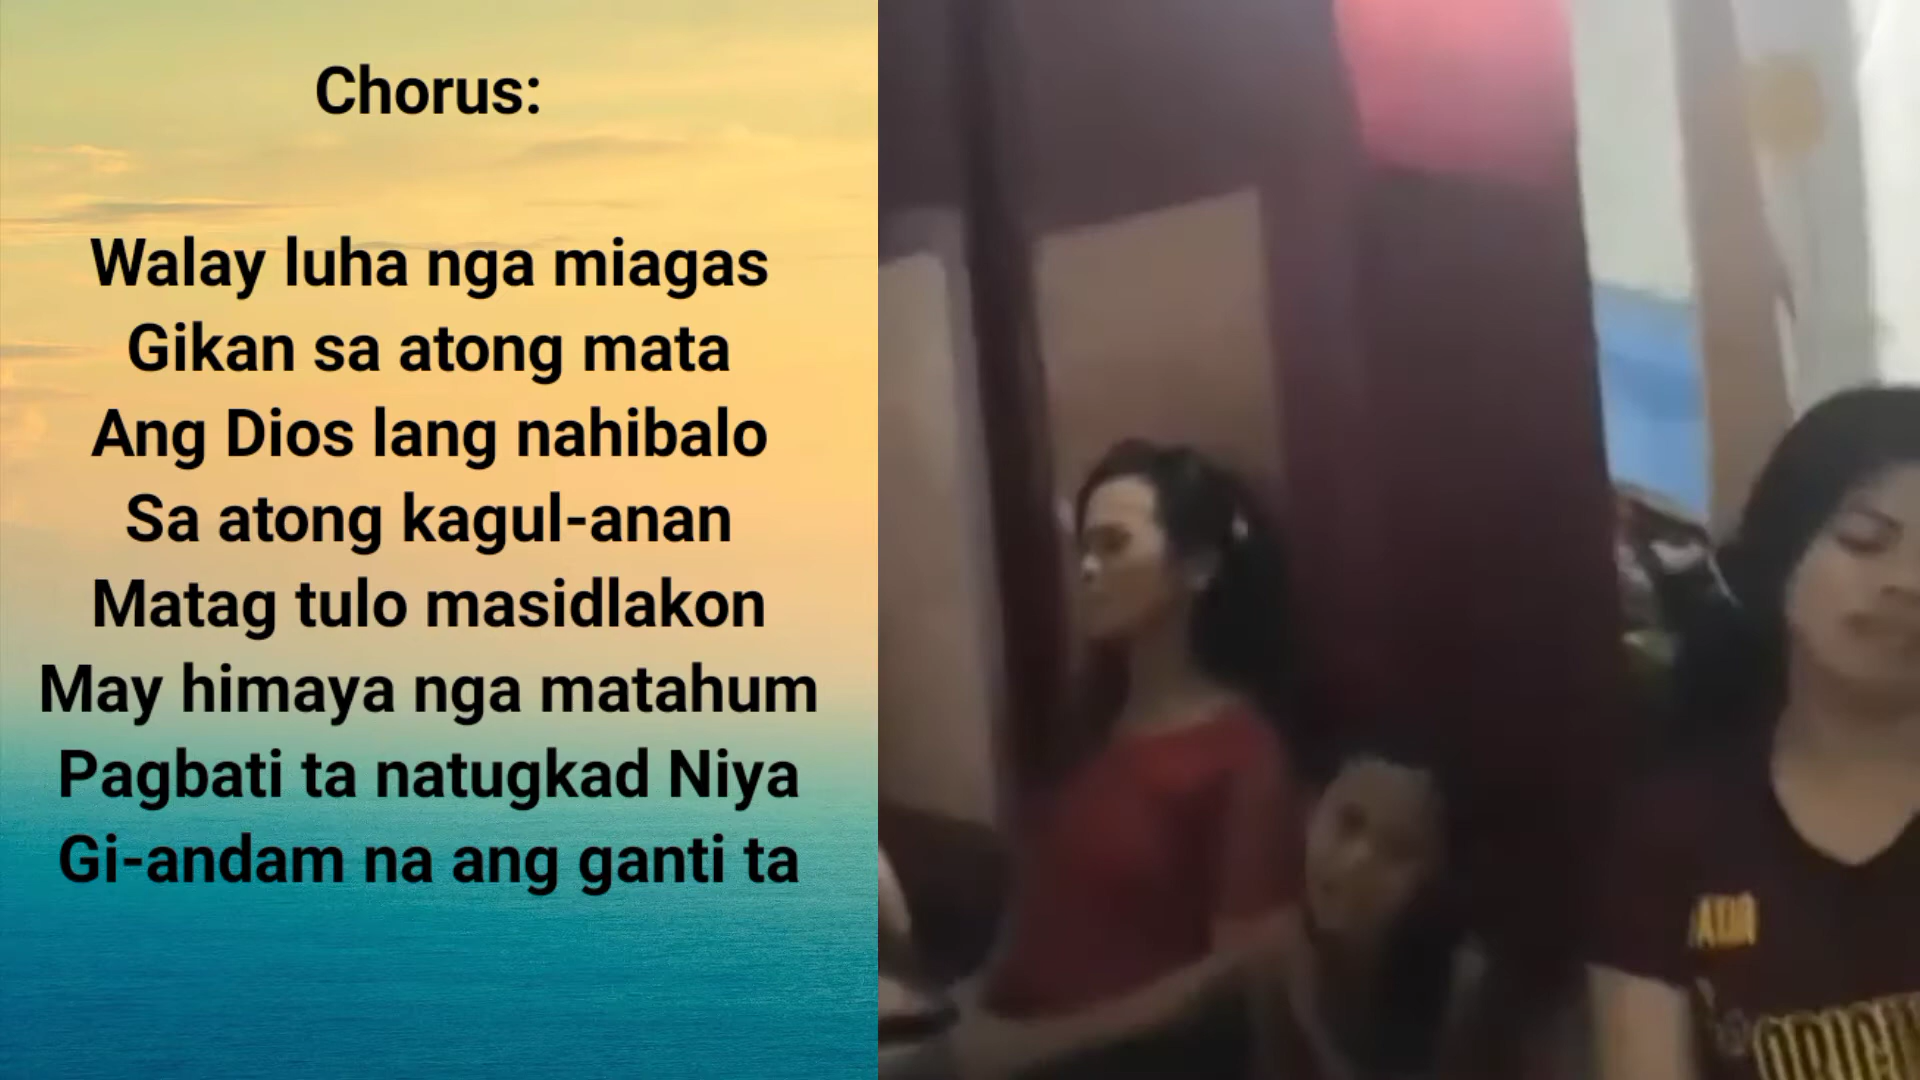 Chorus:
Walay luha nga miagas
Gikan sa atong mata
Ang Dios lang nahibalo
Sa atong kagul-anan
Matag tulo masidlakon
May himaya nga matahum
Pagbati ta natugkad Niya
Gi-andam na ang ganti ta